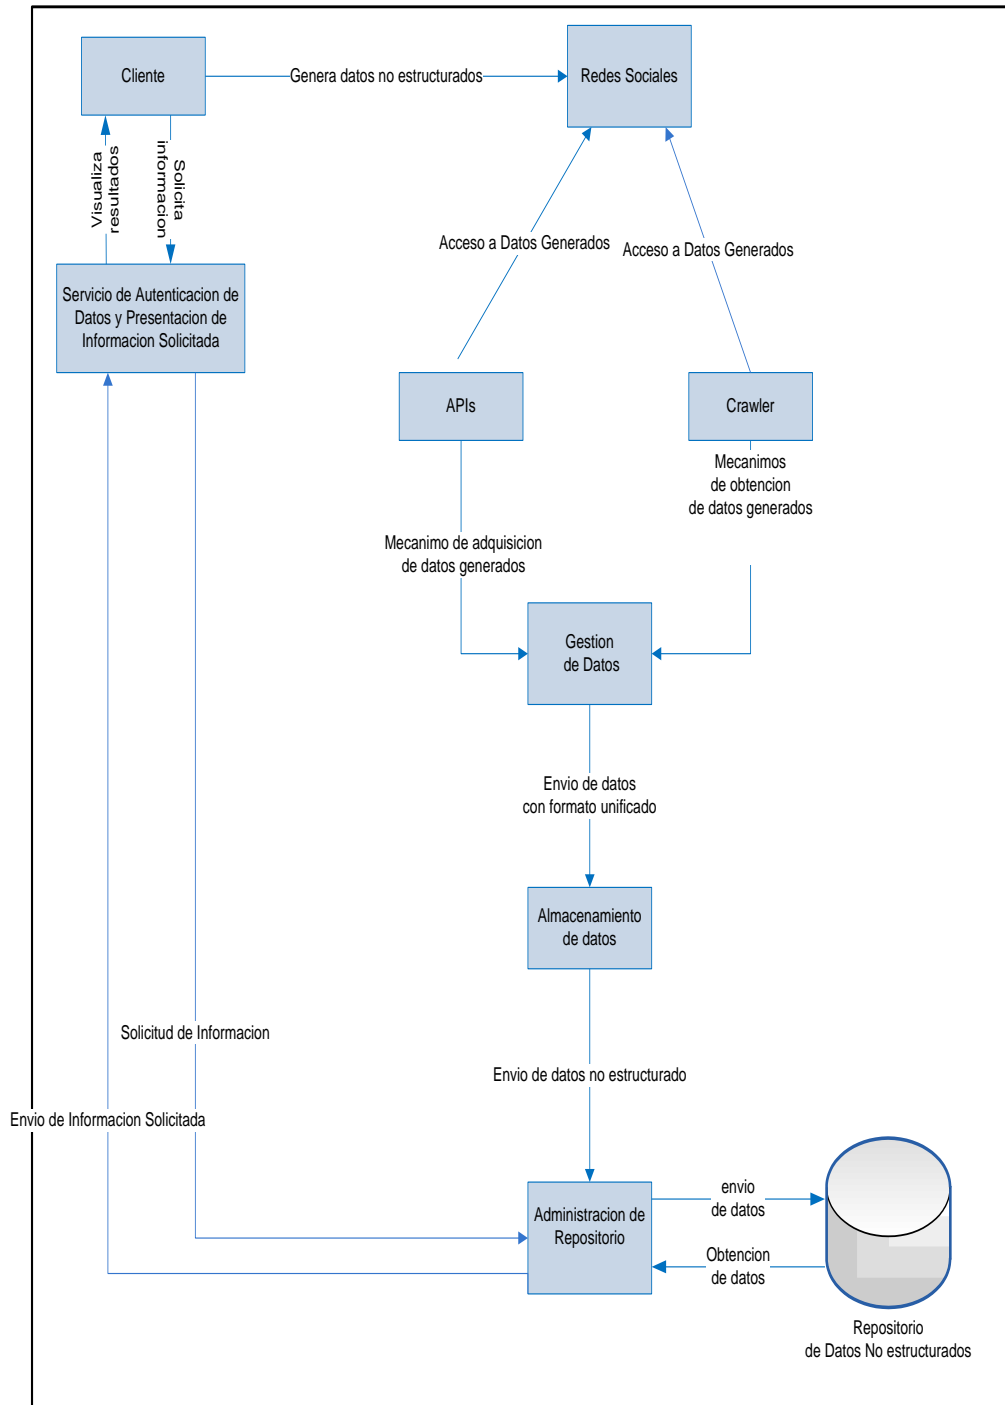 Cliente
Genera datos no estructurados
Redes Sociales
Visualiza
resultados
Solicita
informacion
Acceso a Datos Generados
Acceso a Datos Generados
Servicio de Autenticacion de
Datos y Presentacion de
Informacion Solicitada
APIs
Crawler
Mecanimos
de obtencion
de datos generados
Mecanimo de adquisicion
de datos generados
Gestion
de Datos
Envio de datos
con formato unificado
Almacenamiento
de datos
Solicitud de Informacion
Envio de datos no estructurado
Envio de Informacion Solicitada
Administracion de
Repositorio
envio
de datos
Obtencion
de datos
Repositorio
de Datos No estructurados